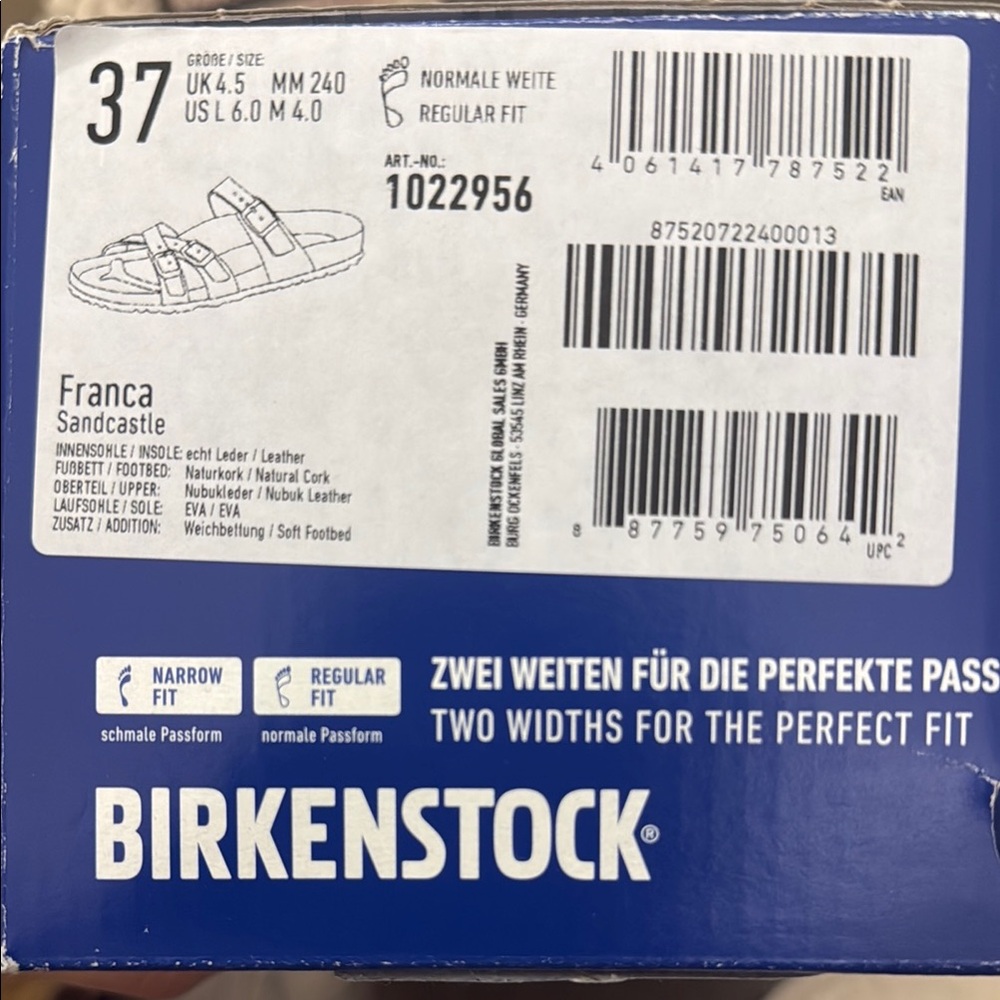 37
GRÖßE / SIZE
UK 4.5 MM 240
US L 6.0 M 4.0
NORMALE WEITE
REGULAR FIT
ART.-NO.:
1022956
4 061417 787522
EAN
87520722400013
BIRKENSTOCK GLOBAL SALES GMBH
BURG OCKENFELS - 53545 LINZ AM RHEIN - GERMANY
Franca
Sandcastle
INNENSOHLE / INSOLE: echt Leder / Leather
FUßBETT / FOOTBED: Naturkork / Natural Cork
OBERTEIL / UPPER: Nubukleder / Nubuk Leather
LAUFSOHLE / SOLE: EVA / EVA
ZUSATZ / ADDITION: Weichbettung / Soft Footbed
8 87759 75064 2
UPC
NARROW FIT
schmale Passform
REGULAR FIT
normale Passform
ZWEI WEITEN FÜR DIE PERFEKTE PASS
TWO WIDTHS FOR THE PERFECT FIT
BIRKENSTOCK®